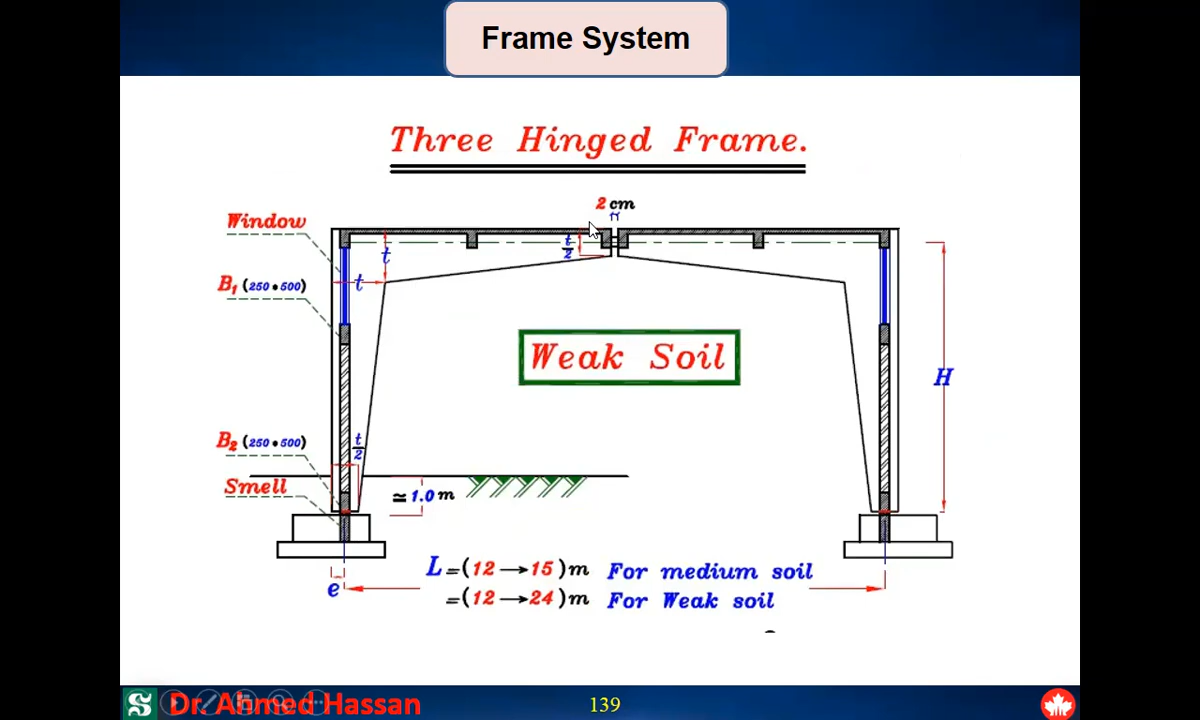 Frame System
Three Hinged Frame.
2 cm
Window
t/2
t
B1 (250*500)
t
Weak Soil
H
B2 (250*500)
t/2
Smell
≃ 1.0 m
L=(12→15)m For medium soil
=(12→24)m For Weak soil
e
Dr. Ahmed Hassan
139